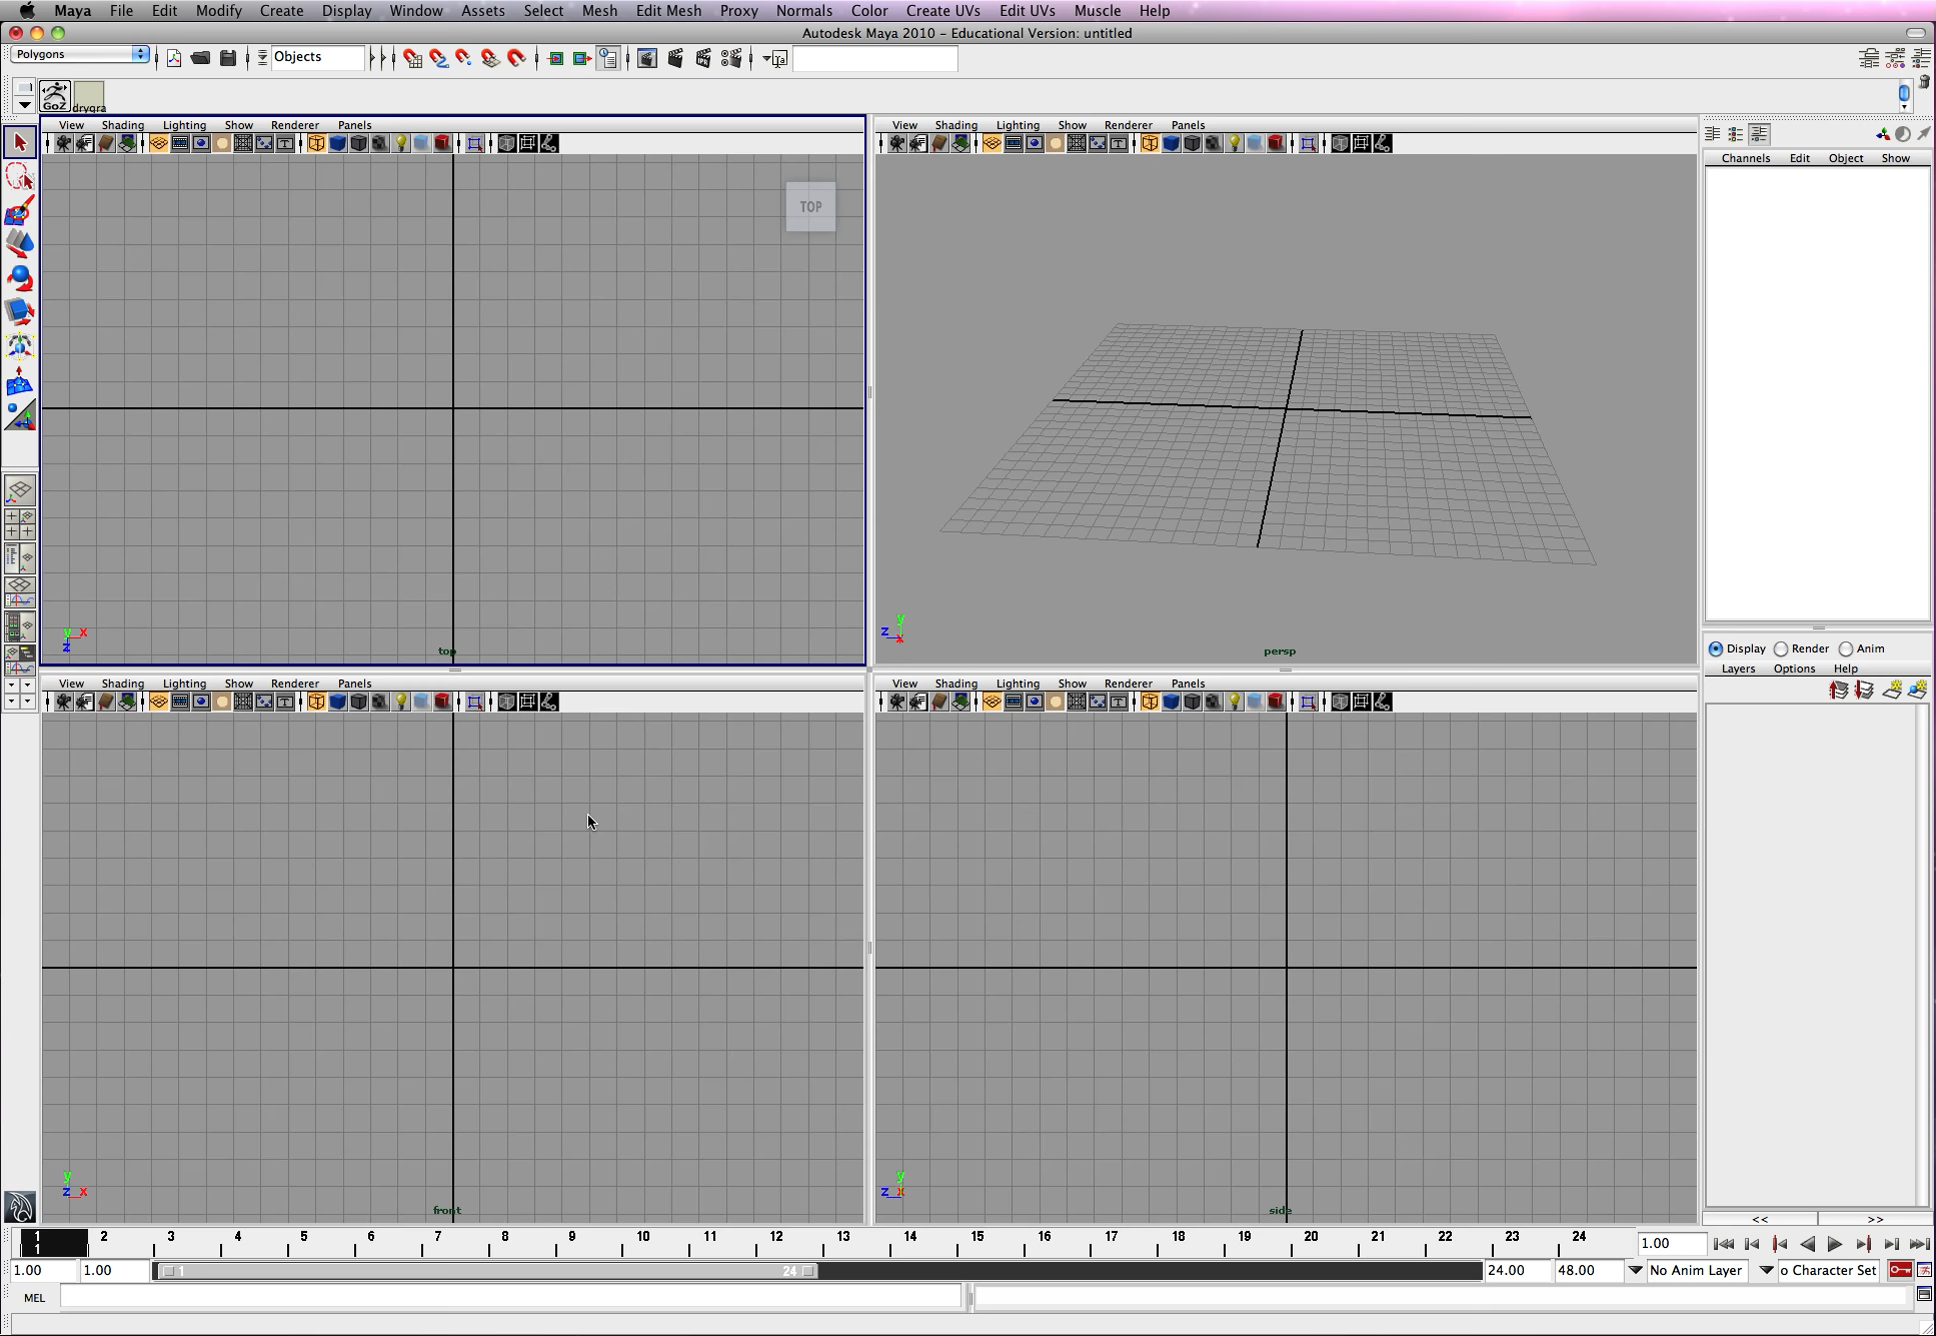 Maya File Edit Modify Create Display Window Assets Select Mesh Edit Mesh Proxy Normals Color Create UVs Edit UVs Muscle Help
Autodesk Maya 2010 – Educational Version: untitled
Polygons Objects
GoZ drygra
View Shading Lighting Show Renderer Panels
View Shading Lighting Show Renderer Panels
Channels Edit Object Show
TOP
y x
z
top
y
z x
persp
Display Render Anim
Layers Options Help
View Shading Lighting Show Renderer Panels
View Shading Lighting Show Renderer Panels
y
z x
front
y
z x
side
<< >>
1 2 3 4 5 6 7 8 9 10 11 12 13 14 15 16 17 18 19 20 21 22 23 24 1.00
1
1.00 1.00 1 24 24.00 48.00 No Anim Layer o Character Set
MEL